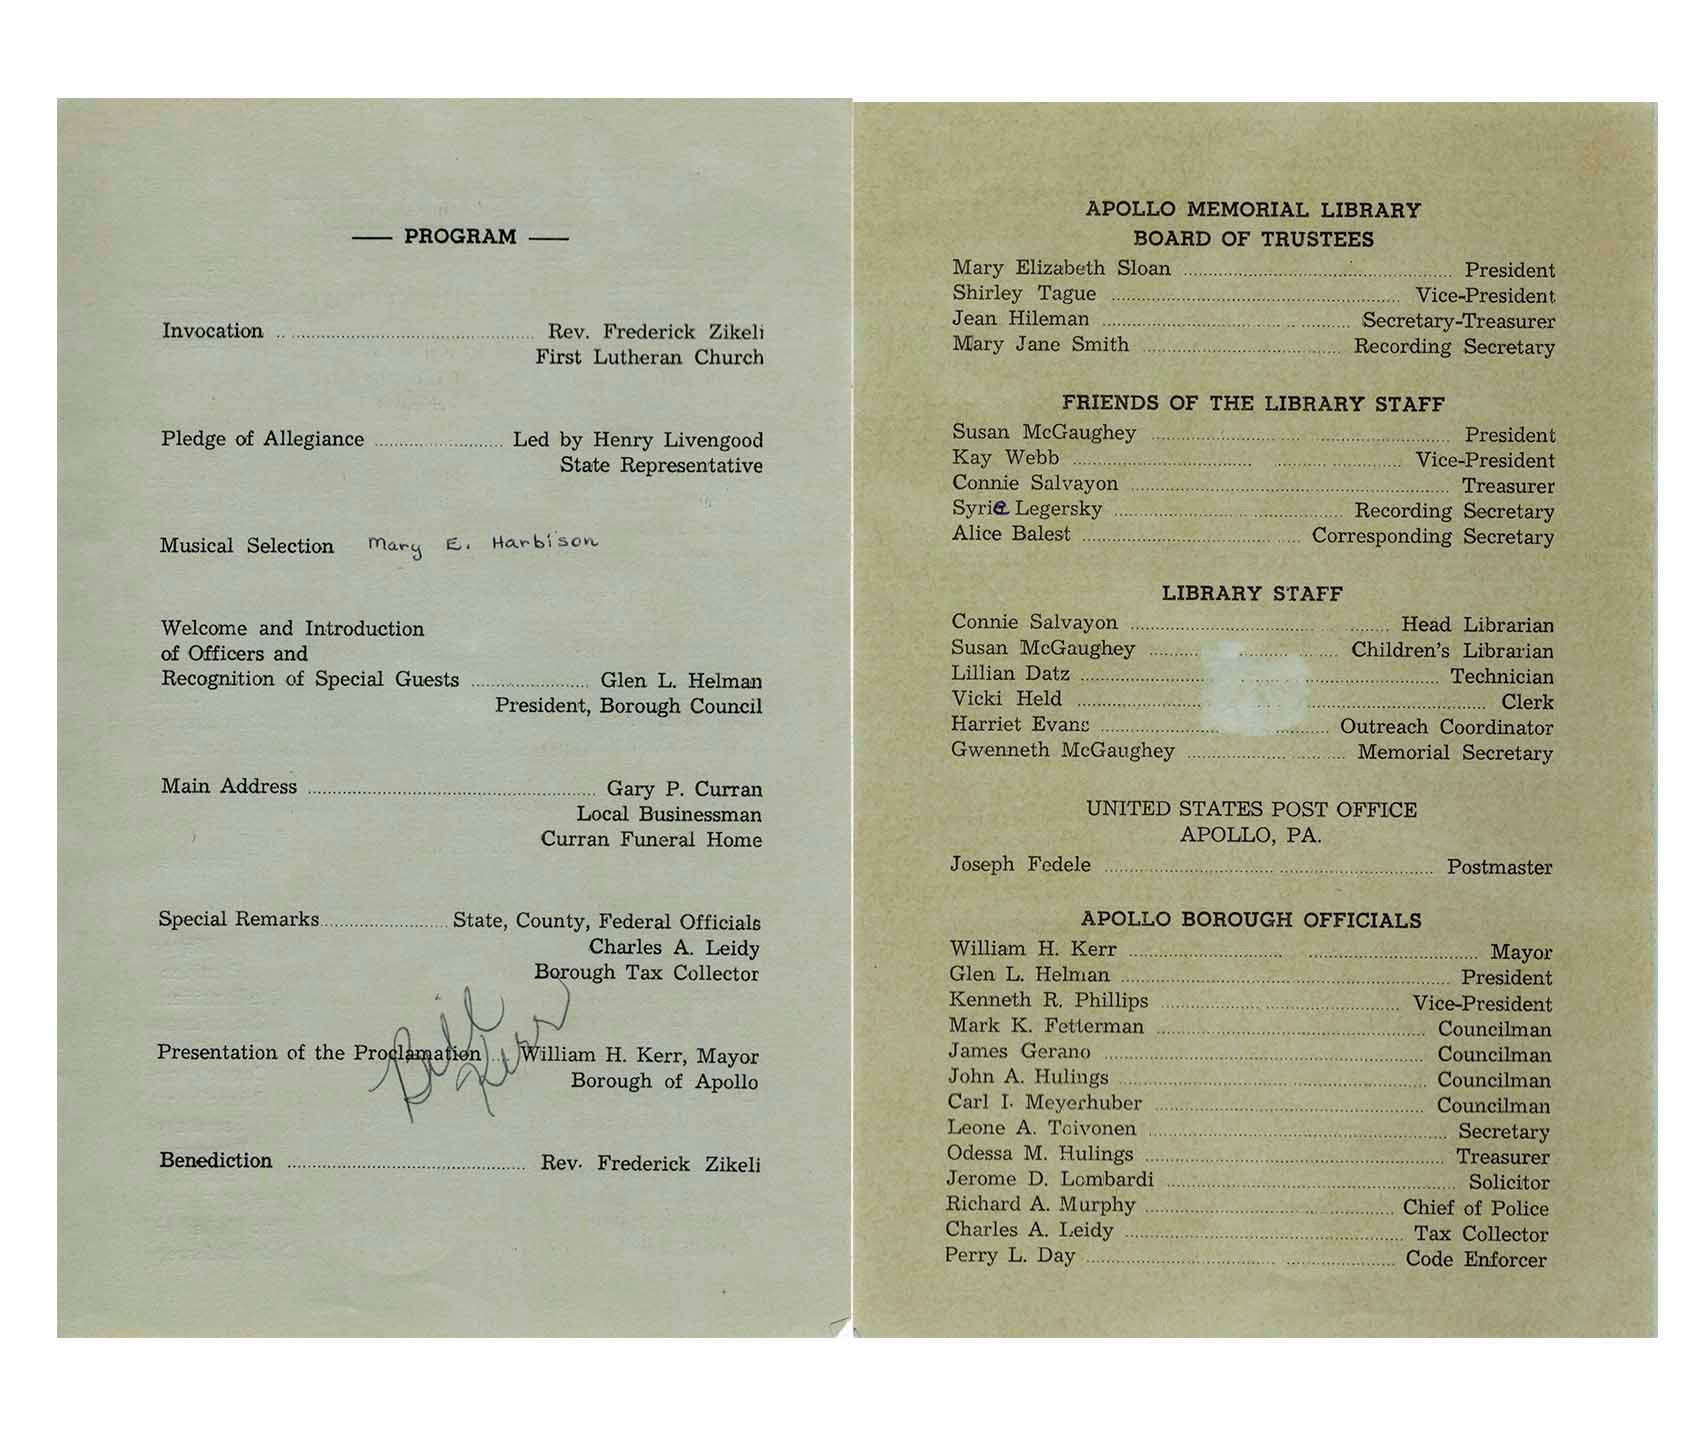 — PROGRAM —
Invocation ........ Rev. Frederick Zikeli
First Lutheran Church
Pledge of Allegiance ........ Led by Henry Livengood
State Representative
Musical Selection Mary E. Harbison
Welcome and Introduction
of Officers and
Recognition of Special Guests ........ Glen L. Helman
President, Borough Council
Main Address ........ Gary P. Curran
Local Businessman
Curran Funeral Home
Special Remarks ........ State, County, Federal Officials
Charles A. Leidy
Borough Tax Collector
Bill Kerr
Presentation of the Proclamation .... William H. Kerr, Mayor
Borough of Apollo
Benediction ........ Rev. Frederick Zikeli
APOLLO MEMORIAL LIBRARY
BOARD OF TRUSTEES
Mary Elizabeth Sloan ........ President
Shirley Tague ........ Vice-President
Jean Hileman ........ Secretary-Treasurer
Mary Jane Smith ........ Recording Secretary
FRIENDS OF THE LIBRARY STAFF
Susan McGaughey ........ President
Kay Webb ........ Vice-President
Connie Salvayon ........ Treasurer
Syrie Legersky ........ Recording Secretary
Alice Balest ........ Corresponding Secretary
LIBRARY STAFF
Connie Salvayon ........ Head Librarian
Susan McGaughey ........ Children's Librarian
Lillian Datz ........ Technician
Vicki Held ........ Clerk
Harriet Evans ........ Outreach Coordinator
Gwenneth McGaughey ........ Memorial Secretary
UNITED STATES POST OFFICE
APOLLO, PA.
Joseph Fedele ........ Postmaster
APOLLO BOROUGH OFFICIALS
William H. Kerr ........ Mayor
Glen L. Helman ........ President
Kenneth R. Phillips ........ Vice-President
Mark K. Fetterman ........ Councilman
James Gerano ........ Councilman
John A. Hulings ........ Councilman
Carl I. Meyerhuber ........ Councilman
Leone A. Toivonen ........ Secretary
Odessa M. Hulings ........ Treasurer
Jerome D. Lombardi ........ Solicitor
Richard A. Murphy ........ Chief of Police
Charles A. Leidy ........ Tax Collector
Perry L. Day ........ Code Enforcer